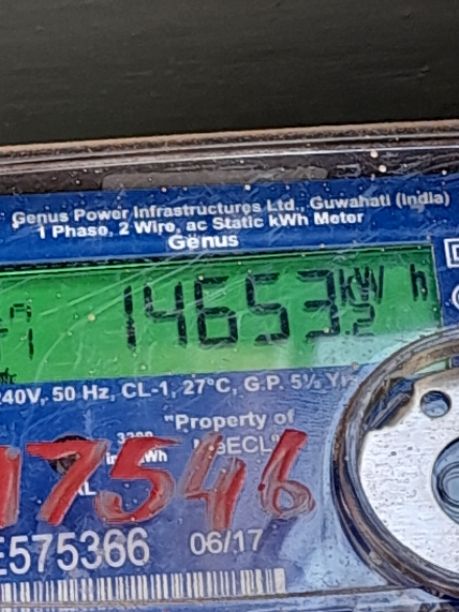 Genus Power Infrastructures Ltd., Guwahati (India)
1 Phase, 2 Wire, ac Static kWh Meter
Genus
14653.2 kW h
240V, 50 Hz, CL-1, 27°C, G.P. 5½ Yr
"Property of
17546
E575366 06/17